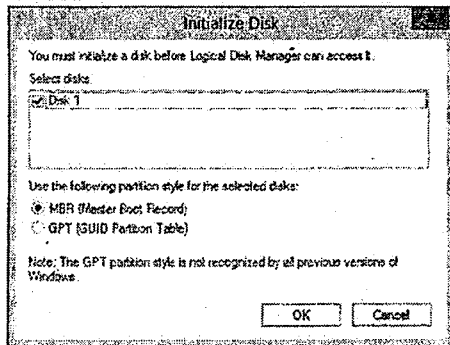 Initialize Disk
You must initialize a disk before Logical Disk Manager can access it.
Select disks:
Disk 1
Use the following partition style for the selected disks:
MBR (Master Boot Record)
GPT (GUID Partition Table)
Note: The GPT partition style is not recognized by all previous versions of
Windows.
OK
Cancel